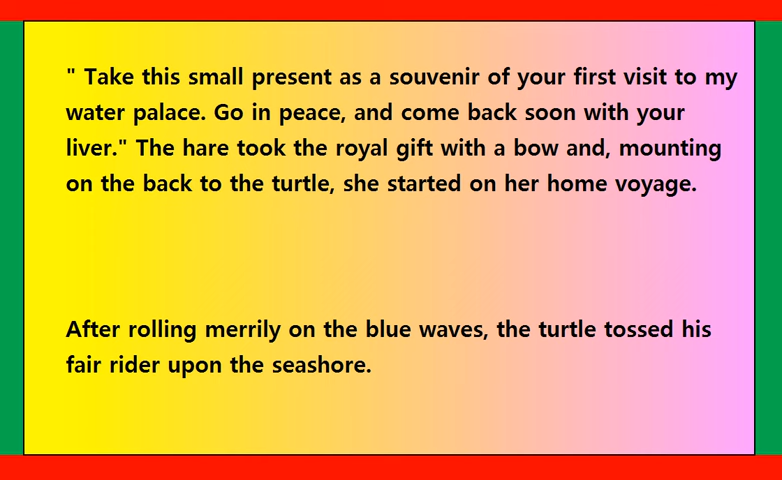 " Take this small present as a souvenir of your first visit to my
water palace. Go in peace, and come back soon with your
liver." The hare took the royal gift with a bow and, mounting
on the back to the turtle, she started on her home voyage.
After rolling merrily on the blue waves, the turtle tossed his
fair rider upon the seashore.